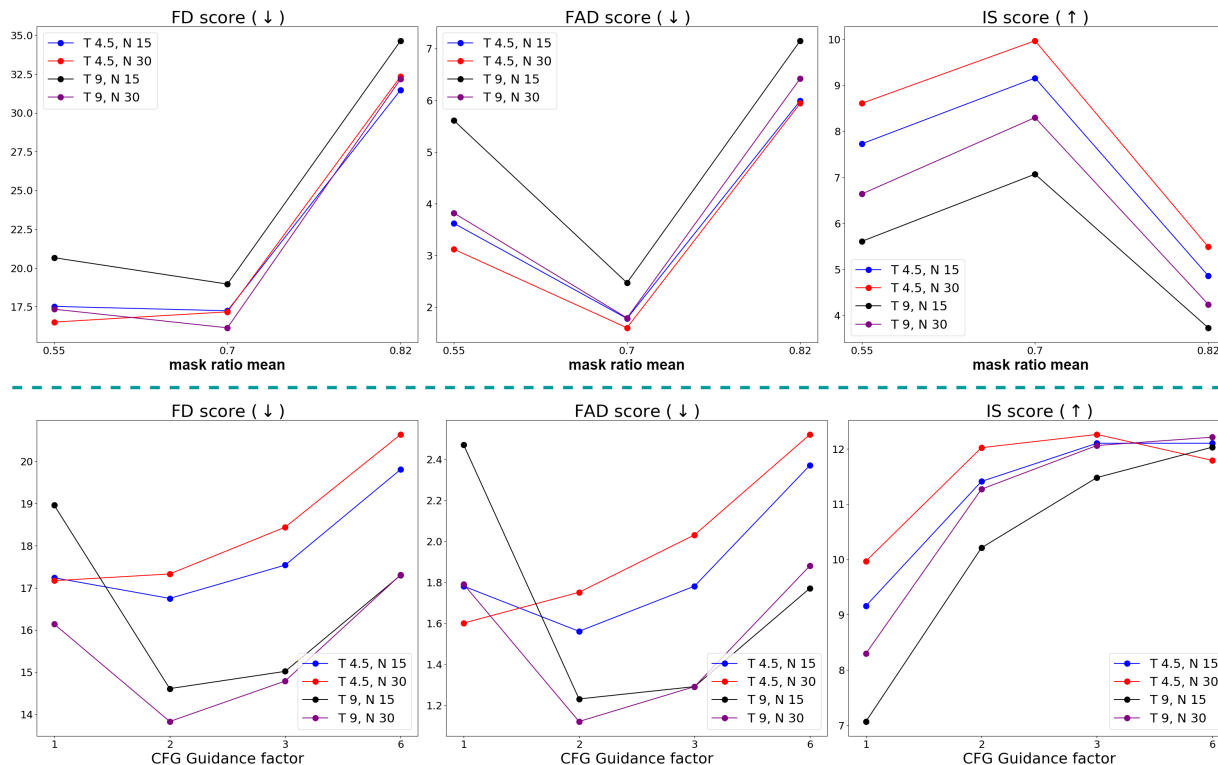 FD score (↓)
35.0
32.5
30.0
27.5
25.0
22.5
20.0
17.5
T 4.5, N 15
T 4.5, N 30
T 9, N 15
T 9, N 30
0.55
0.7
0.82
mask ratio mean
FAD score (↓)
7
6
5
4
3
2
T 4.5, N 15
T 4.5, N 30
T 9, N 15
T 9, N 30
0.55
0.7
0.82
mask ratio mean
IS score (↑)
10
9
8
7
6
5
4
T 4.5, N 15
T 4.5, N 30
T 9, N 15
T 9, N 30
0.55
0.7
0.82
mask ratio mean
FD score (↓)
20
19
18
17
16
15
14
T 4.5, N 15
T 4.5, N 30
T 9, N 15
T 9, N 30
1
2
3
6
CFG Guidance factor
FAD score (↓)
2.4
2.2
2.0
1.8
1.6
1.4
1.2
T 4.5, N 15
T 4.5, N 30
T 9, N 15
T 9, N 30
1
2
3
6
CFG Guidance factor
IS score (↑)
12
11
10
9
8
7
T 4.5, N 15
T 4.5, N 30
T 9, N 15
T 9, N 30
1
2
3
6
CFG Guidance factor